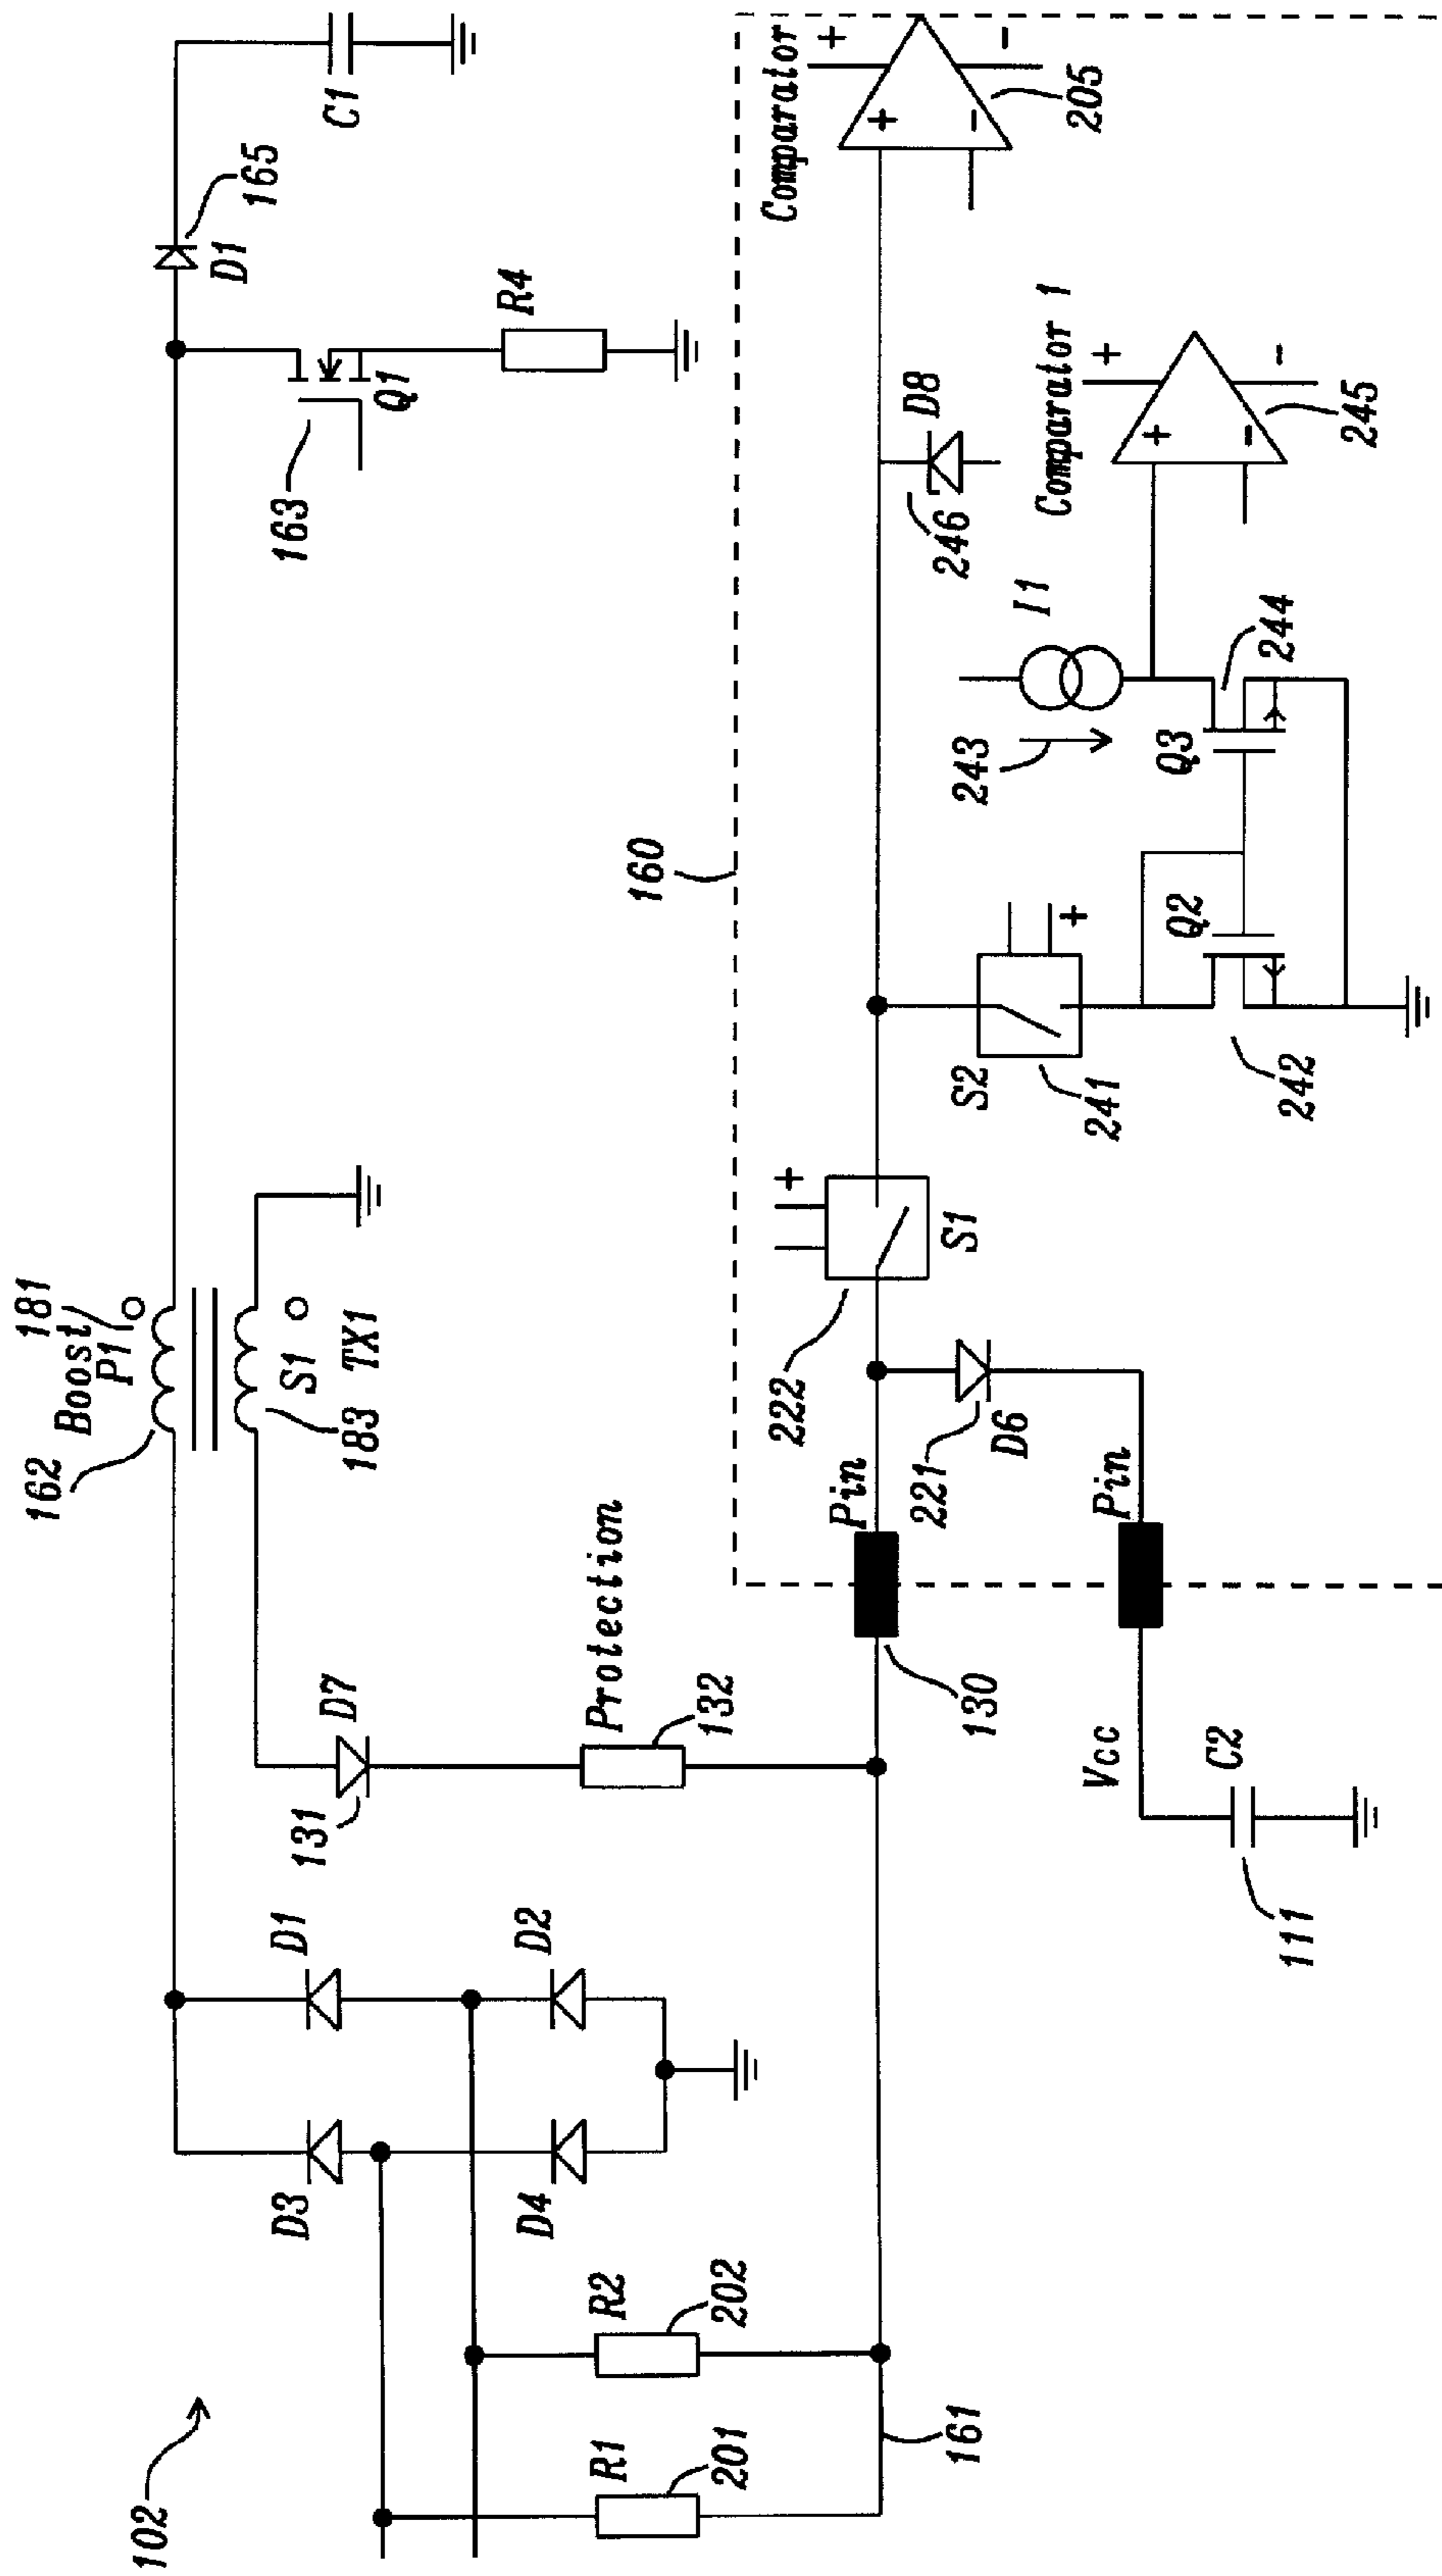 102
R1
201
R2
202
161
D3
D4
D1
D2
131
D7
Protection
132
162
Boost
P1
181
S1
183
TX1
D1
165
163
Q1
R4
C1
160
130
Pin
Vcc
C2
111
Pin
221
D6
222
S1
+
S2
241
+
Q2
242
243
I1
Q3
244
246
D8
Comparator 1
+
-
+
-
245
Comparator
+
-
+
-
205